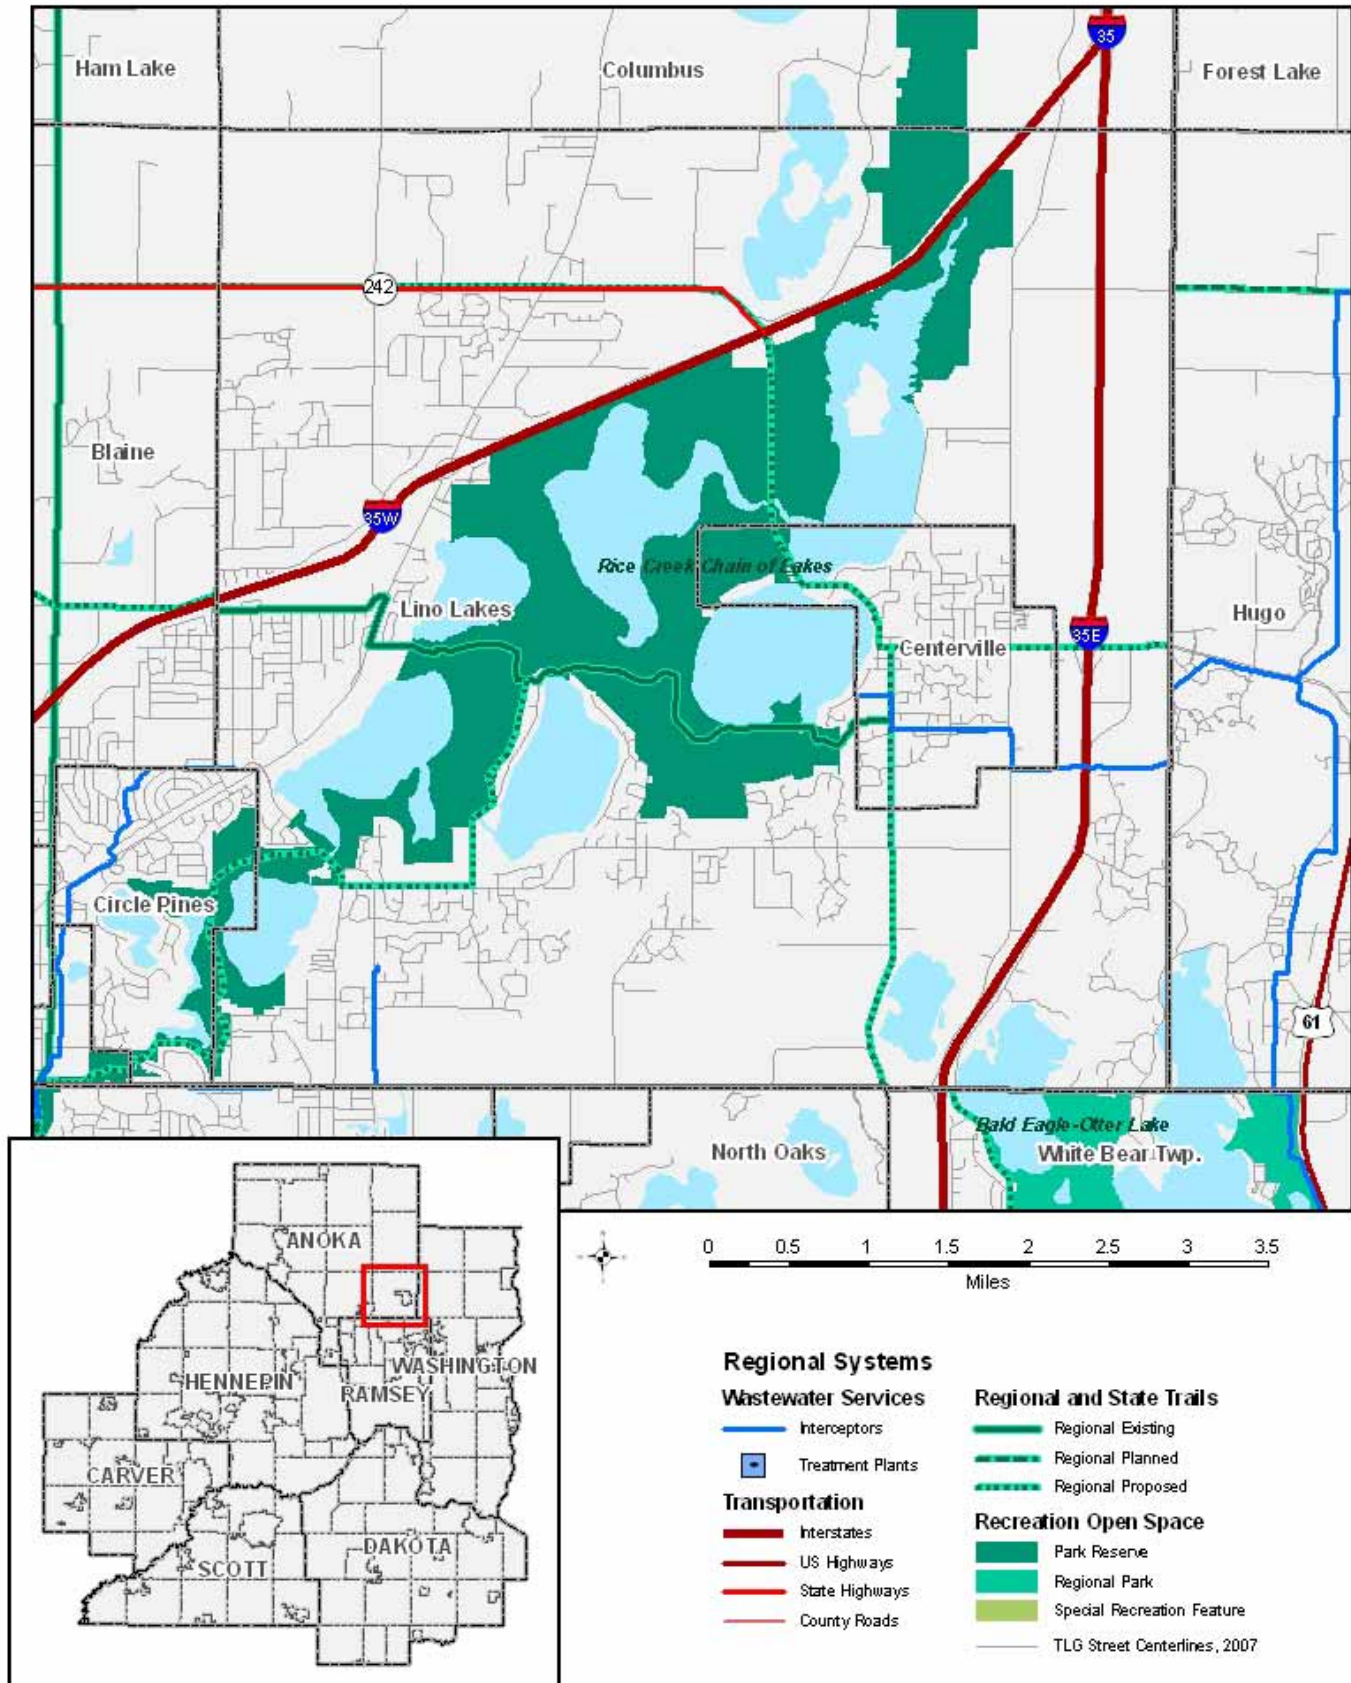 35
Ham Lake
Columbus
Forest Lake
242
Blaine
35W
Rice Creek Chain of Lakes
Lino Lakes
Hugo
35E
Centerville
Circle Pines
61
Bald Eagle-Otter Lake
North Oaks
White Bear Twp.
ANOKA
HENNEPIN
WASHINGTON
RAMSEY
CARVER
DAKOTA
SCOTT
0 0.5 1 1.5 2 2.5 3 3.5
Miles
Regional Systems
Wastewater Services
Interceptors
Treatment Plants
Transportation
Interstates
US Highways
State Highways
County Roads
Regional and State Trails
Regional Existing
Regional Planned
Regional Proposed
Recreation Open Space
Park Reserve
Regional Park
Special Recreation Feature
TLG Street Centerlines, 2007